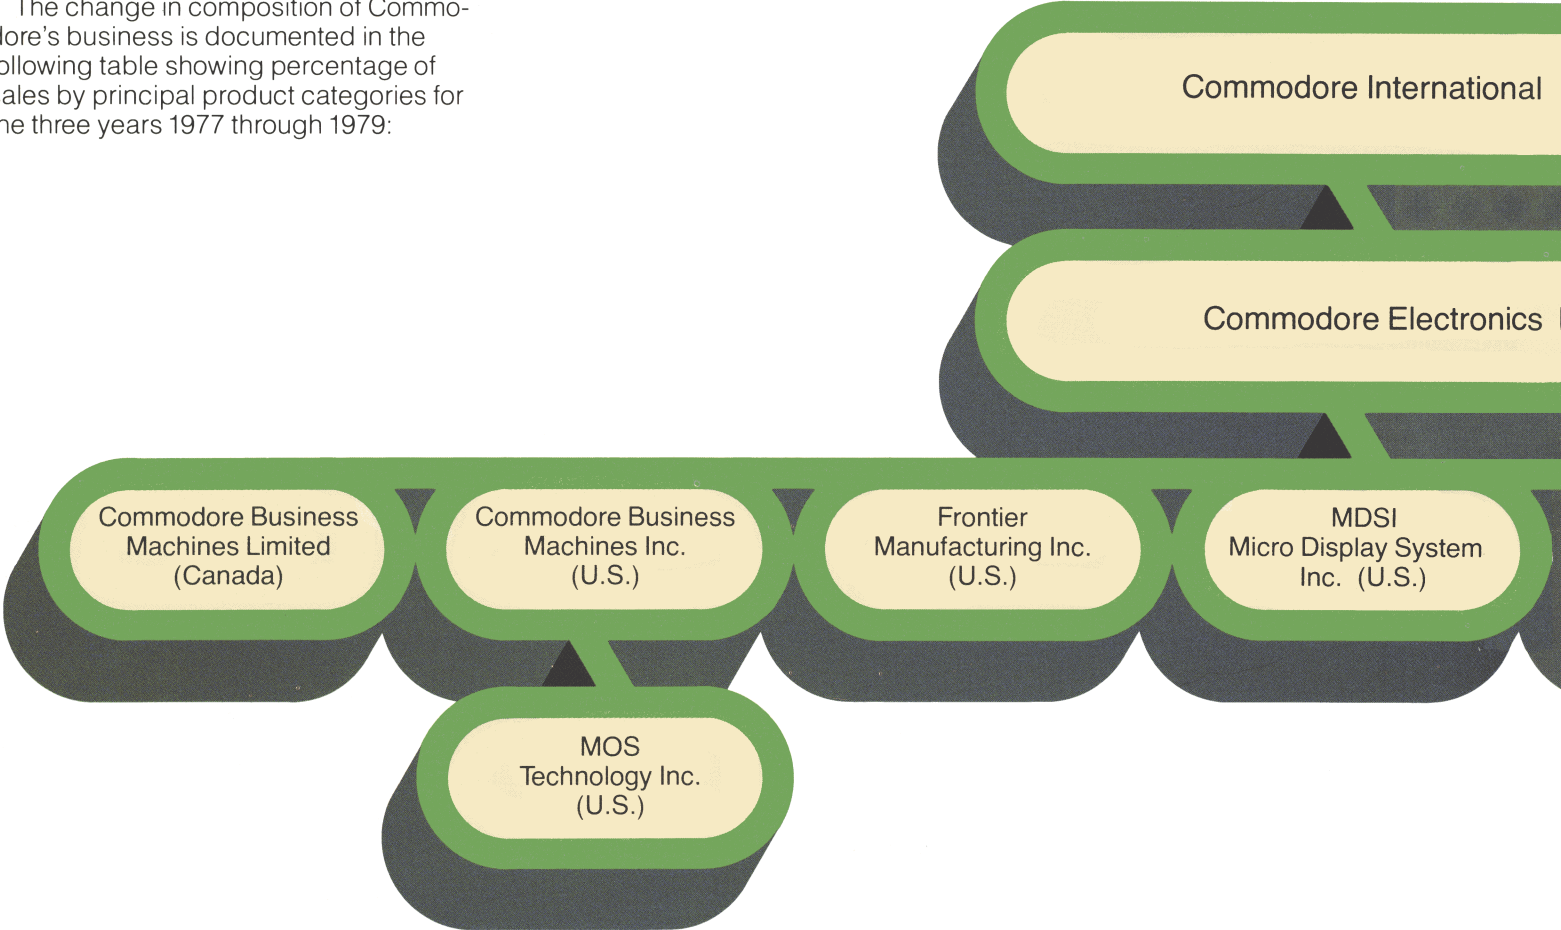 The change in composition of Commo-
dore's business is documented in the
following table showing percentage of
sales by principal product categories for
the three years 1977 through 1979:
Commodore International
Commodore Electronics
Commodore Business
Machines Limited
(Canada)
Commodore Business
Machines Inc.
(U.S.)
Frontier
Manufacturing Inc.
(U.S.)
MDSI
Micro Display System
Inc. (U.S.)
MOS
Technology Inc.
(U.S.)